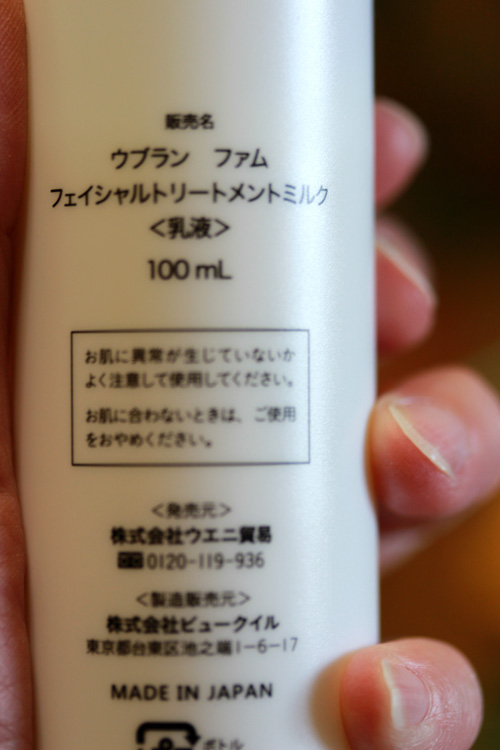 販売名
ウブラン ファム
フェイシャルトリートメントミルク
<乳液>
100 mL
お肌に異常が生じていないか
よく注意して使用してください。
お肌に合わないときは、ご使用
をおやめください。
<発売元>
株式会社ウエニ貿易
0120-119-936
<製造販売元>
株式会社ビュークイル
東京都台東区池之端1-6-17
MADE IN JAPAN
ボトル